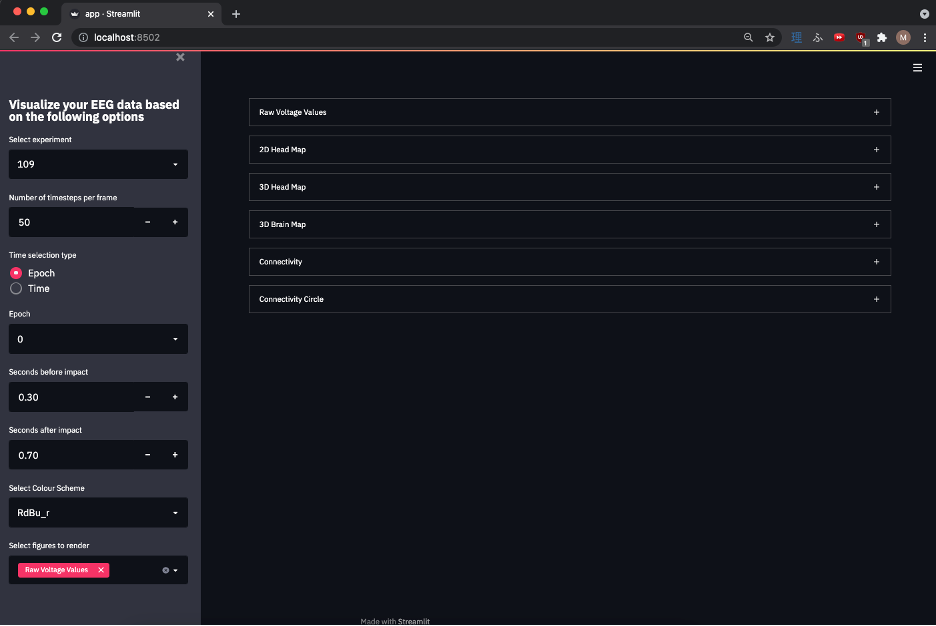 app · Streamlit
localhost:8502
1
M
Visualize your EEG data based
on the following options
Select experiment
109
Number of timesteps per frame
50
Time selection type
Epoch
Time
Epoch
0
Seconds before impact
0.30
Seconds after impact
0.70
Select Colour Scheme
RdBu_r
Select figures to render
Raw Voltage Values
Raw Voltage Values
2D Head Map
3D Head Map
3D Brain Map
Connectivity
Connectivity Circle
Made with Streamlit